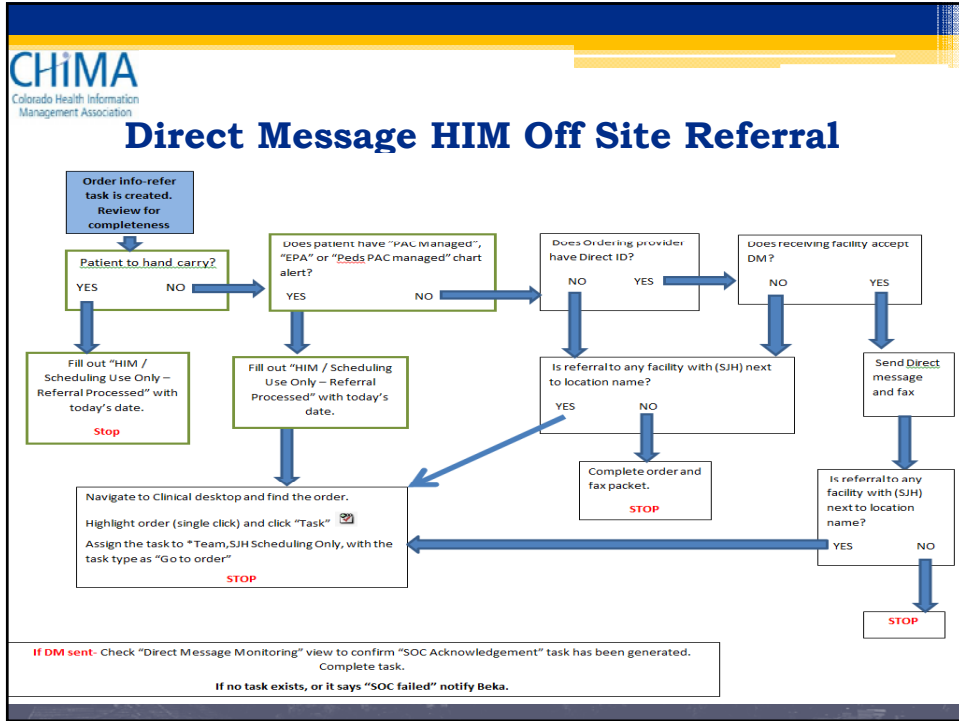 CHiMA
Colorado Health Information
Management Association
Direct Message HIM Off Site Referral
Order info-refer
task is created.
Review for
completeness
Patient to hand carry?
YES NO
Does patient have "PAC Managed",
"EPA" or "Peds PAC managed" chart
alert?
YES NO
Does Ordering provider
have Direct ID?
NO YES
Does receiving facility accept
DM?
NO YES
Fill out "HIM /
Scheduling Use Only –
Referral Processed" with
today's date.
Stop
Fill out "HIM / Scheduling
Use Only – Referral
Processed" with today's
date.
Is referral to any facility with (SJH) next
to location name?
YES NO
Send Direct
message
and fax
Complete order and
fax packet.
STOP
Is referral to any
facility with (SJH)
next to location
name?
YES NO
STOP
Navigate to Clinical desktop and find the order.
Highlight order (single click) and click "Task"
Assign the task to *Team,SJH Scheduling Only, with the
task type as "Go to order"
STOP
If DM sent- Check "Direct Message Monitoring" view to confirm "SOC Acknowledgement" task has been generated.
Complete task.
If no task exists, or it says "SOC failed" notify Beka.